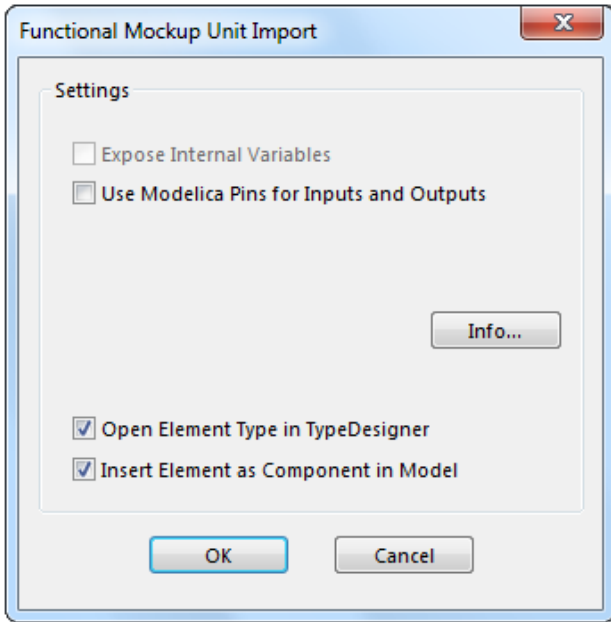 Functional Mockup Unit Import
Settings
Expose Internal Variables
Use Modelica Pins for Inputs and Outputs
Info...
Open Element Type in TypeDesigner
Insert Element as Component in Model
OK
Cancel